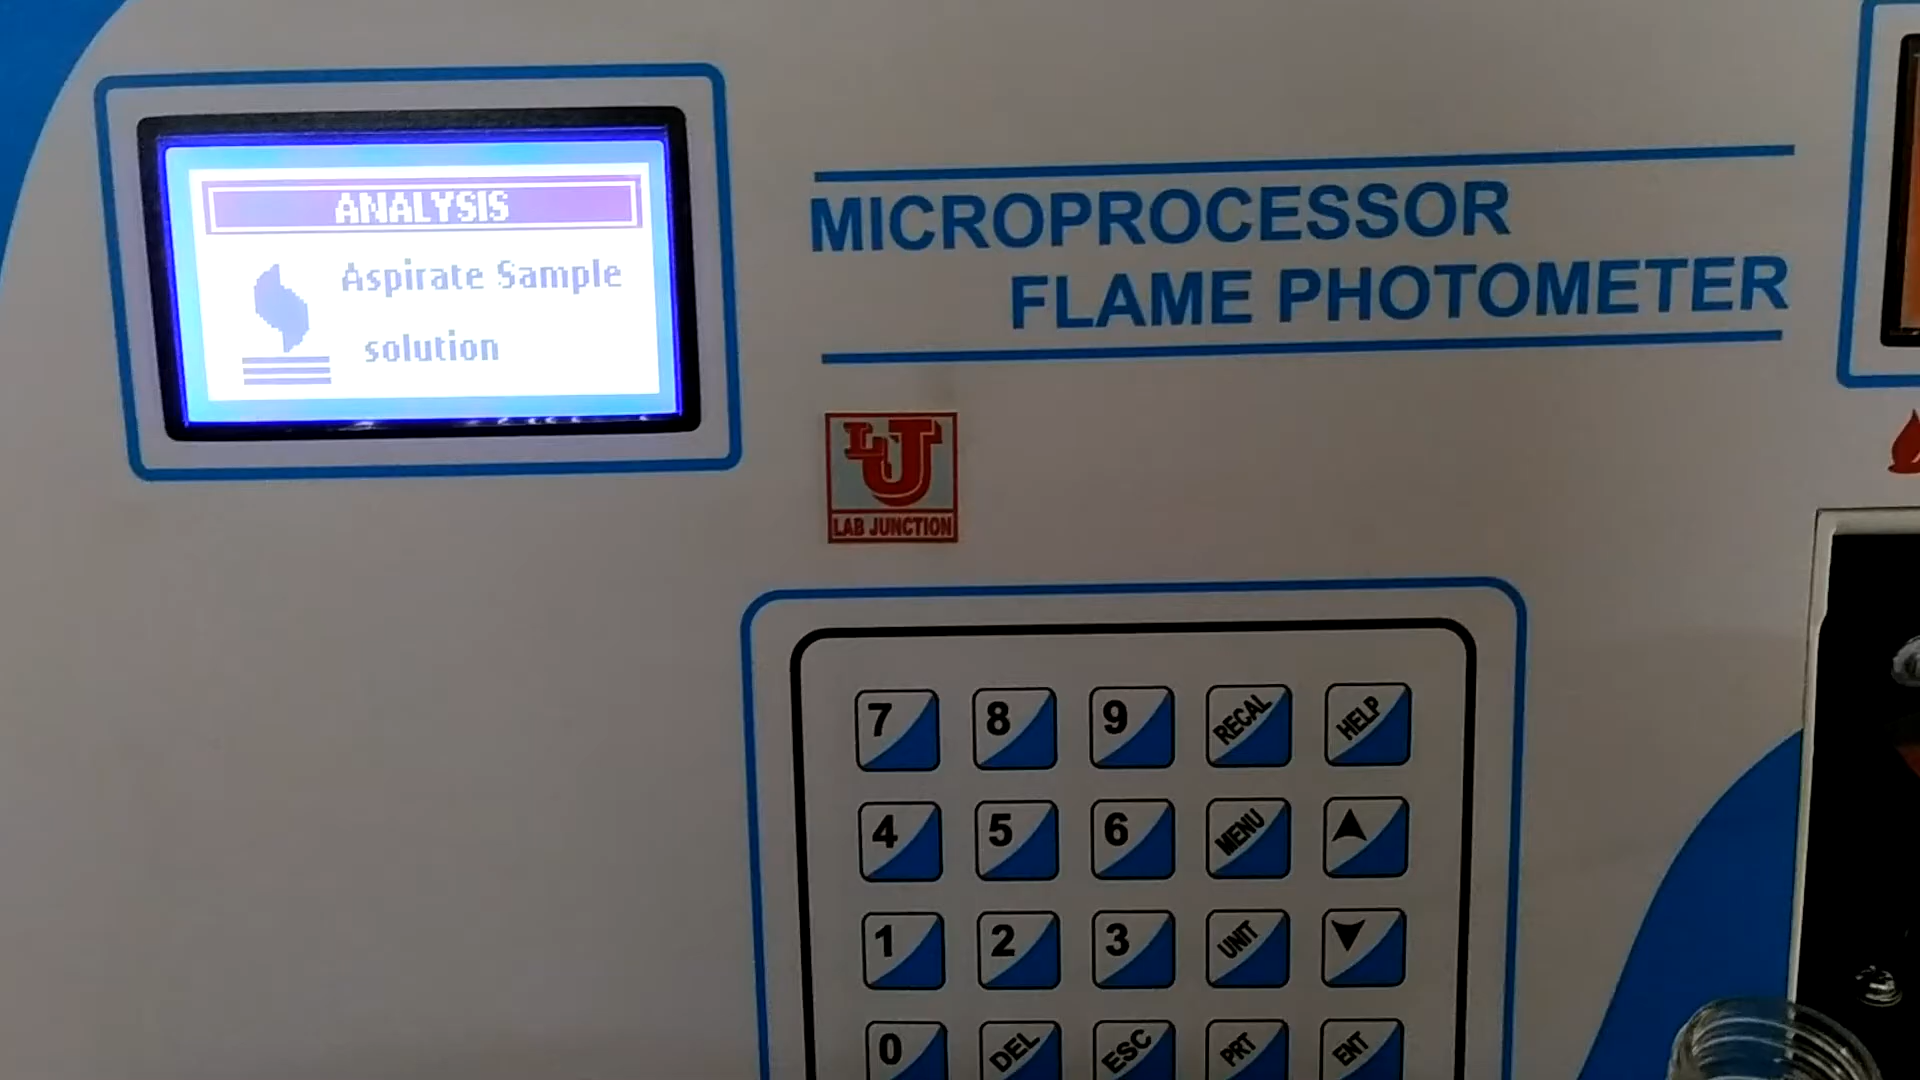 ANALYSIS
Aspirate Sample
solution
MICROPROCESSOR
FLAME PHOTOMETER
LJ
LAB JUNCTION
7 8 9 RECAL HELP
4 5 6 MENU
1 2 3 UNIT
0 DEL ESC PRT ENT